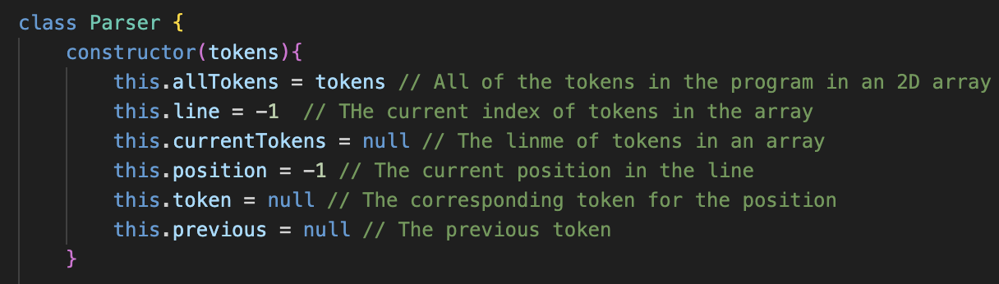 class Parser {
constructor(tokens){
this.allTokens = tokens // All of the tokens in the program in an 2D array
this.line = -1  // THe current index of tokens in the array
this.currentTokens = null // The linme of tokens in an array
this.position = -1 // The current position in the line
this.token = null // The corresponding token for the position
this.previous = null // The previous token
}